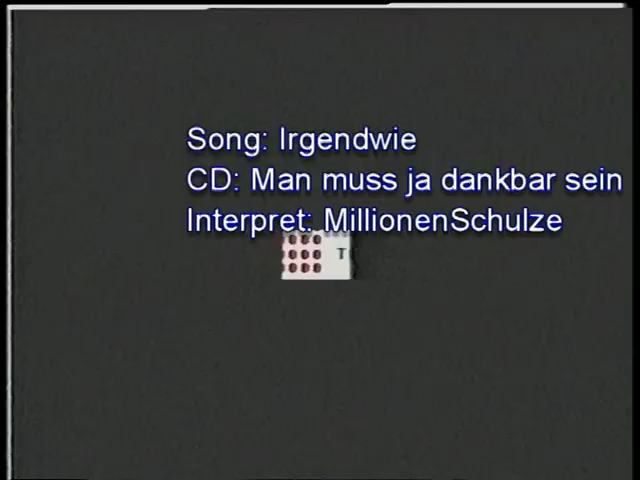 Song: Irgendwie
CD: Man muss ja dankbar sein
Interpret: MillionenSchulze
T